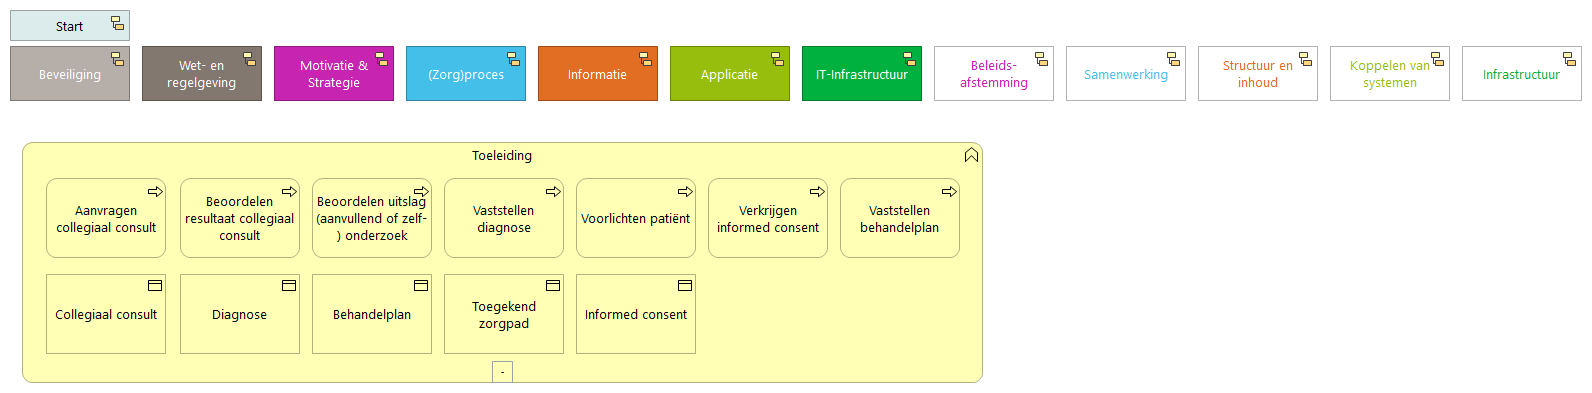 Start
Beveiliging
Wet- en
regelgeving
Motivatie &
Strategie
(Zorg)proces
Informatie
Applicatie
IT-Infrastructuur
Beleids-
afstemming
Samenwerking
Structuur en
inhoud
Koppelen van
systemen
Infrastructuur
Toeleiding
Aanvragen
collegiaal consult
Beoordelen
resultaat collegiaal
consult
Beoordelen uitslag
(aanvullend of zelf-
) onderzoek
Vaststellen
diagnose
Voorlichten patiënt
Verkrijgen
informed consent
Vaststellen
behandelplan
Collegiaal consult
Diagnose
Behandelplan
Toegekend
zorgpad
Informed consent
-